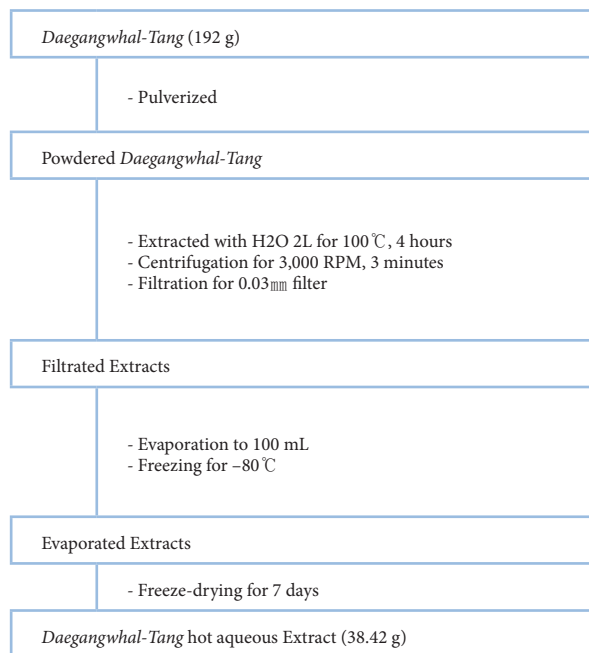 Daegangwhal-Tang (192 g)
- Pulverized
Powdered Daegangwhal-Tang
- Extracted with H2O 2L for 100℃, 4 hours
- Centrifugation for 3,000 RPM, 3 minutes
- Filtration for 0.03㎜ filter
Filtrated Extracts
- Evaporation to 100 mL
- Freezing for –80℃
Evaporated Extracts
- Freeze-drying for 7 days
Daegangwhal-Tang hot aqueous Extract (38.42 g)